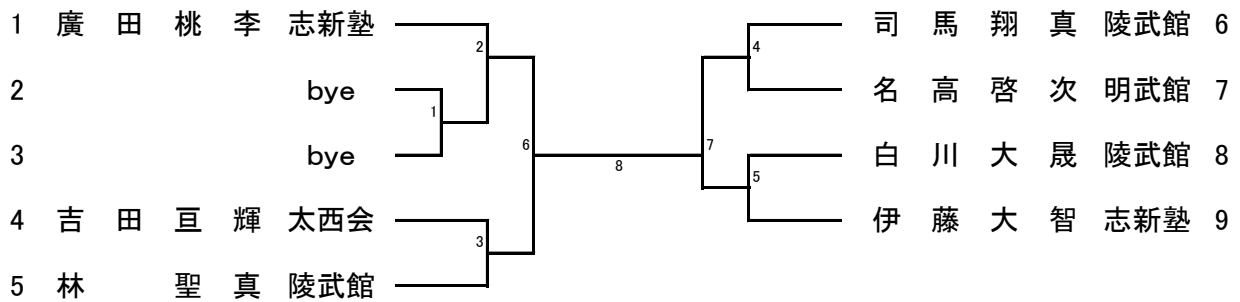 1 廣 田 桃 李 志新塾
2 bye
3 bye
4 吉 田 亘 輝 太西会
5 林 聖 真 陵武館
2
1
6
3
8
4
7
5
司 馬 翔 真 陵武館 6
名 高 啓 次 明武館 7
白 川 大 晟 陵武館 8
伊 藤 大 智 志新塾 9